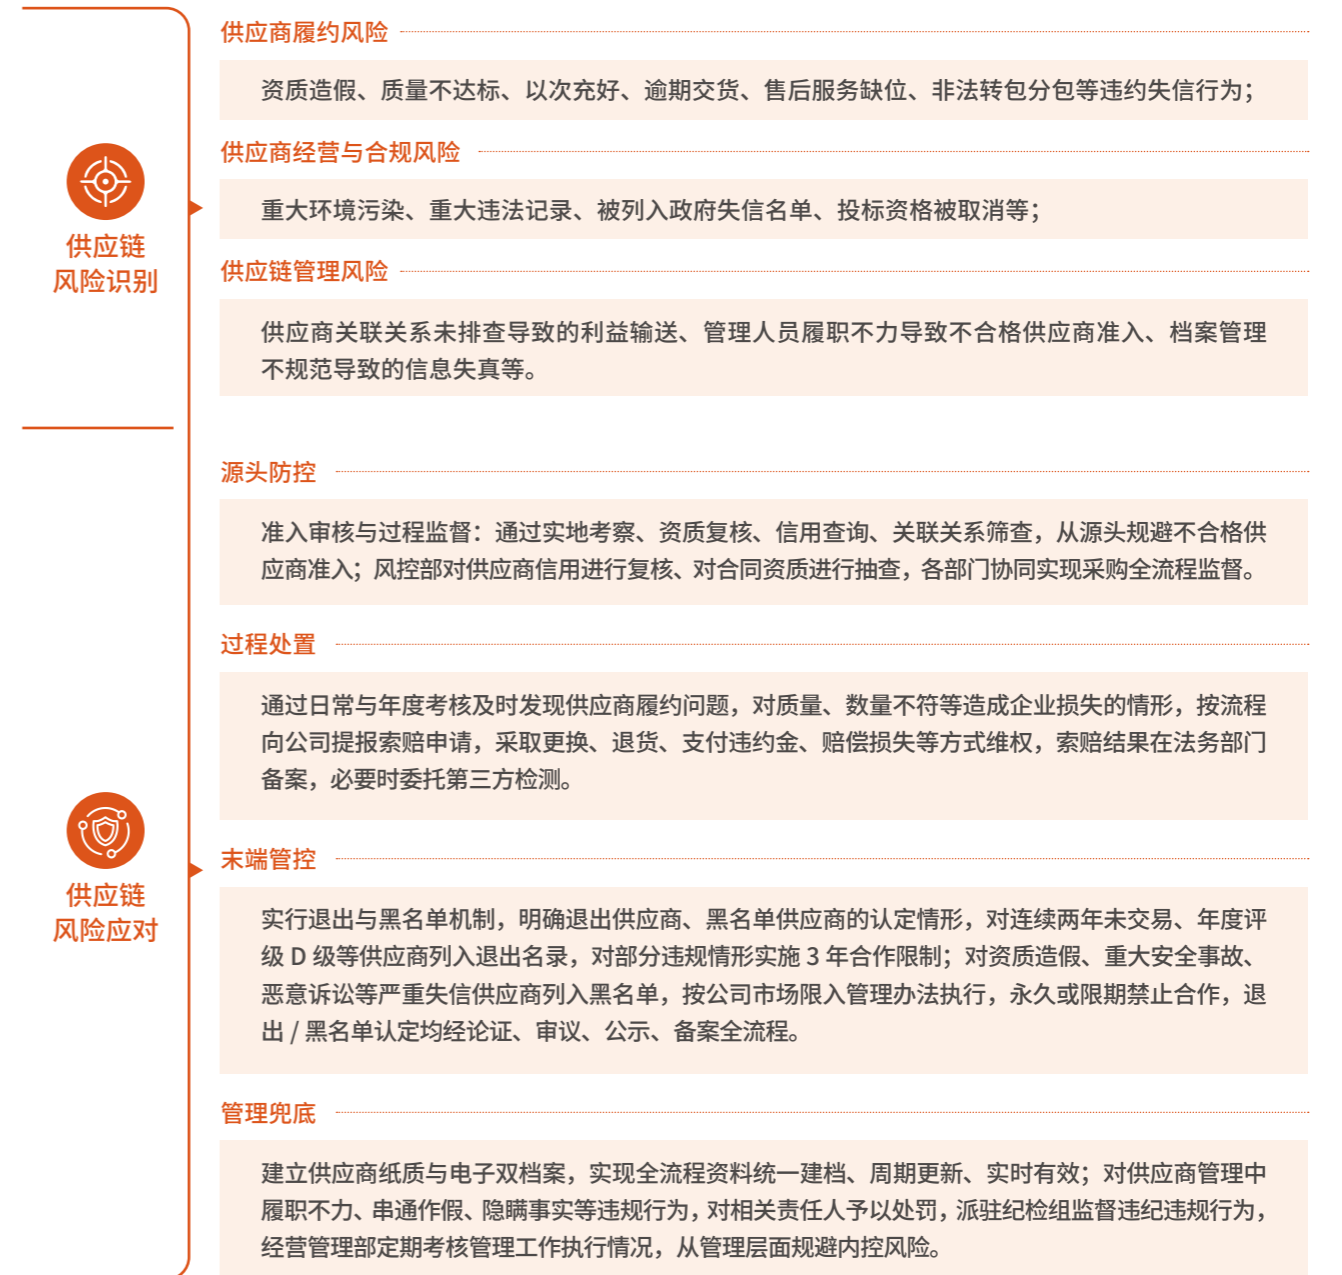 供应链
风险识别
供应商履约风险
资质造假、质量不达标、以次充好、逾期交货、售后服务缺位、非法转包分包等违约失信行为；
供应商经营与合规风险
重大环境污染、重大违法记录、被列入政府失信名单、投标资格被取消等；
供应链管理风险
供应商关联关系未排查导致的利益输送、管理人员履职不力导致不合格供应商准入、档案管理
不规范导致的信息失真等。
供应链
风险应对
源头防控
准入审核与过程监督：通过实地考察、资质复核、信用查询、关联关系筛查，从源头规避不合格供
应商准入；风控部对供应商信用进行复核、对合同资质进行抽查，各部门协同实现采购全流程监督。
过程处置
通过日常与年度考核及时发现供应商履约问题，对质量、数量不符等造成企业损失的情形，按流程
向公司提报索赔申请，采取更换、退货、支付违约金、赔偿损失等方式维权，索赔结果在法务部门
备案，必要时委托第三方检测。
末端管控
实行退出与黑名单机制，明确退出供应商、黑名单供应商的认定情形，对连续两年未交易、年度评
级 D 级等供应商列入退出名录，对部分违规情形实施 3 年合作限制；对资质造假、重大安全事故、
恶意诉讼等严重失信供应商列入黑名单，按公司市场限入管理办法执行，永久或限期禁止合作，退
出 / 黑名单认定均经论证、审议、公示、备案全流程。
管理兜底
建立供应商纸质与电子双档案，实现全流程资料统一建档、周期更新、实时有效；对供应商管理中
履职不力、串通作假、隐瞒事实等违规行为，对相关责任人予以处罚，派驻纪检组监督违纪违规行为，
经营管理部定期考核管理工作执行情况，从管理层面规避内控风险。